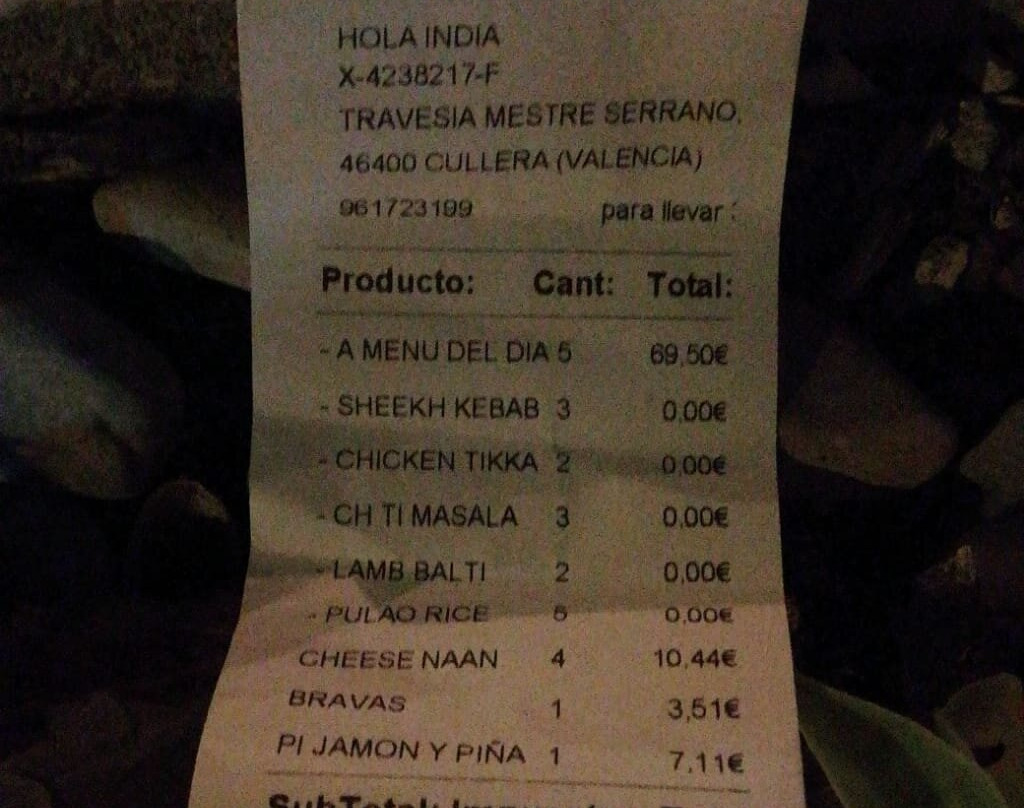 HOLA INDIA
X-4238217-F
TRAVESIA MESTRE SERRANO,
46400 CULLERA (VALENCIA)
961723199 para llevar :
Producto: Cant: Total:
- A MENU DEL DIA 5 69,50€
- SHEEKH KEBAB 3 0,00€
- CHICKEN TIKKA 2 0,00€
- CH TI MASALA 3 0,00€
- LAMB BALTI 2 0,00€
- PULAO RICE 5 0,00€
CHEESE NAAN 4 10,44€
BRAVAS 1 3,51€
PI JAMON Y PIÑA 1 7,11€
SubTotal: